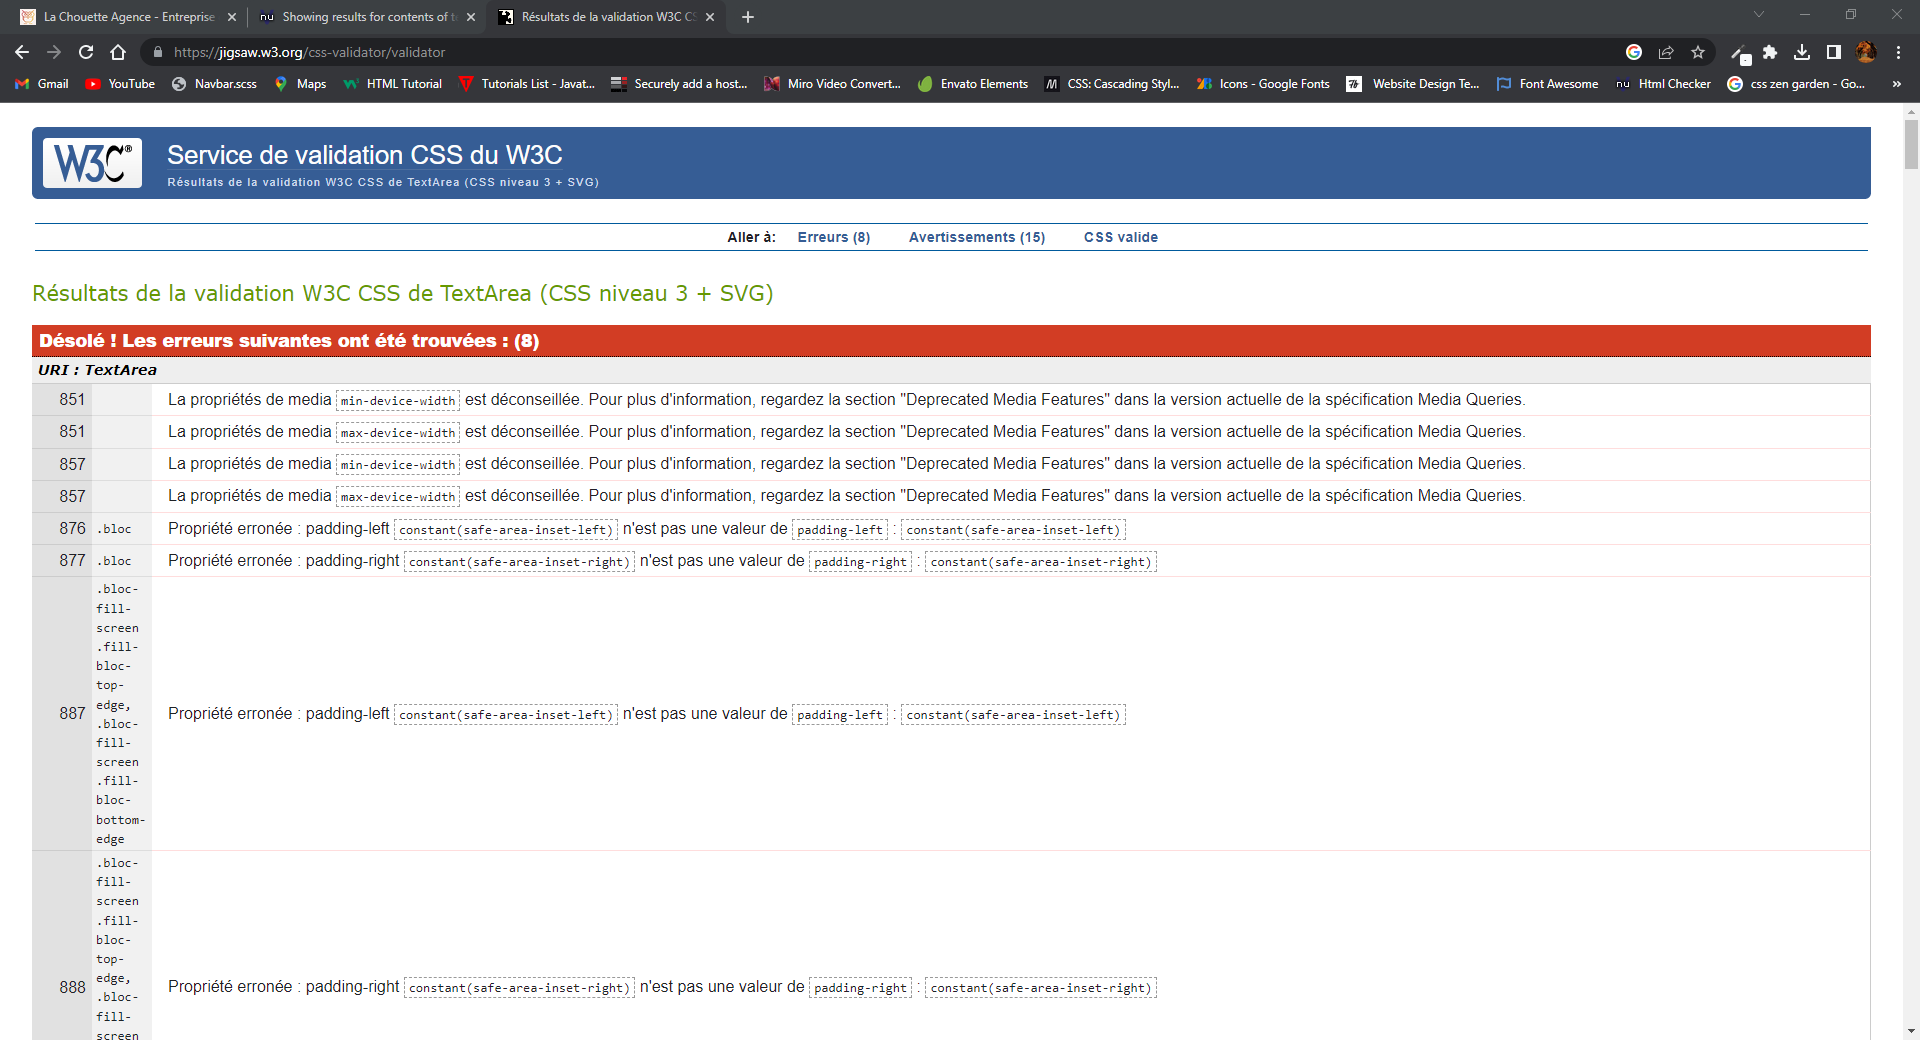 La Chouette Agence - Entreprise
Showing results for contents of t
Résultats de la validation W3C CS
https://jigsaw.w3.org/css-validator/validator
Gmail
YouTube
Navbar.scss
Maps
HTML Tutorial
Tutorials List - Javat...
Securely add a host...
Miro Video Convert...
Envato Elements
CSS: Cascading Styl...
Icons - Google Fonts
Website Design Te...
Font Awesome
Html Checker
css zen garden - Go...
»
W3C®
Service de validation CSS du W3C
Résultats de la validation W3C CSS de TextArea (CSS niveau 3 + SVG)
Aller à: Erreurs (8) Avertissements (15) CSS valide
Résultats de la validation W3C CSS de TextArea (CSS niveau 3 + SVG)
Désolé ! Les erreurs suivantes ont été trouvées : (8)
URI : TextArea
851 La propriétés de media min-device-width est déconseillée. Pour plus d'information, regardez la section "Deprecated Media Features" dans la version actuelle de la spécification Media Queries.
851 La propriétés de media max-device-width est déconseillée. Pour plus d'information, regardez la section "Deprecated Media Features" dans la version actuelle de la spécification Media Queries.
857 La propriétés de media min-device-width est déconseillée. Pour plus d'information, regardez la section "Deprecated Media Features" dans la version actuelle de la spécification Media Queries.
857 La propriétés de media max-device-width est déconseillée. Pour plus d'information, regardez la section "Deprecated Media Features" dans la version actuelle de la spécification Media Queries.
876 .bloc Propriété erronée : padding-left constant(safe-area-inset-left) n'est pas une valeur de padding-left : constant(safe-area-inset-left)
877 .bloc Propriété erronée : padding-right constant(safe-area-inset-right) n'est pas une valeur de padding-right : constant(safe-area-inset-right)
.bloc-
fill-
screen
.fill-
bloc-
top-
edge,
887 .bloc- Propriété erronée : padding-left constant(safe-area-inset-left) n'est pas une valeur de padding-left : constant(safe-area-inset-left)
fill-
screen
.fill-
bloc-
bottom-
edge
.bloc-
fill-
screen
.fill-
bloc-
top-
edge,
888 .bloc- Propriété erronée : padding-right constant(safe-area-inset-right) n'est pas une valeur de padding-right : constant(safe-area-inset-right)
fill-
screen